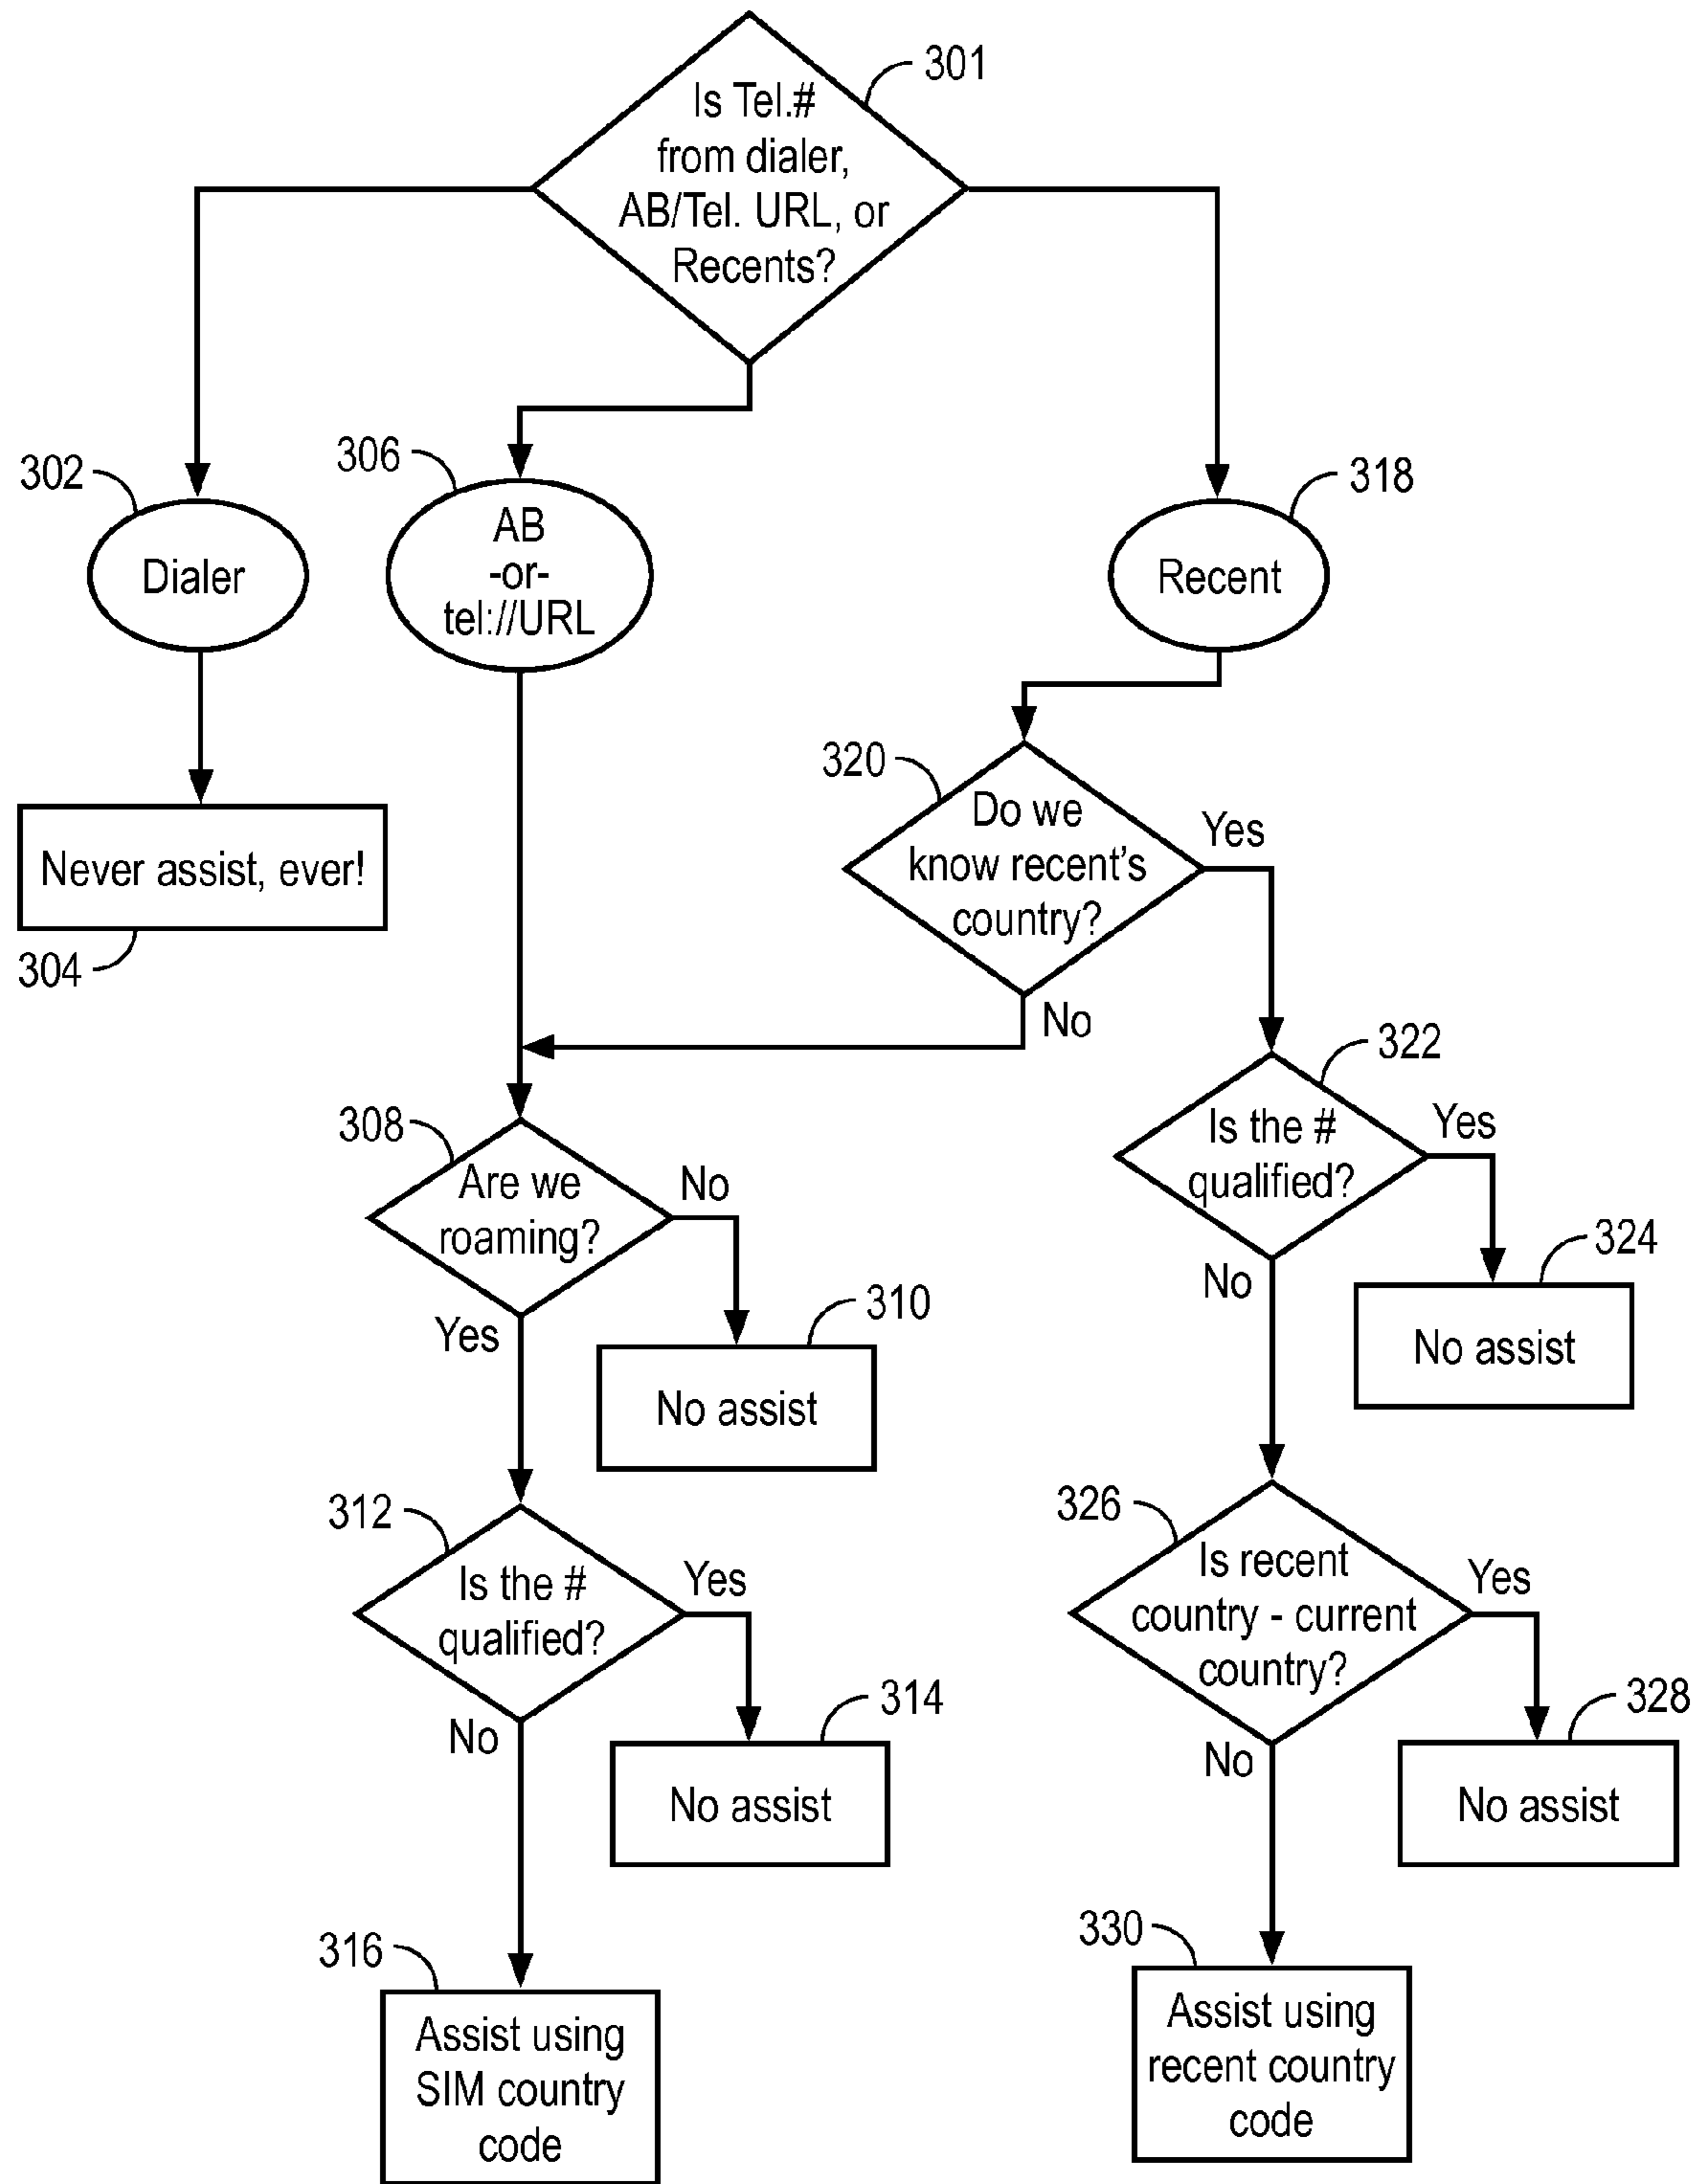 301
Is Tel.#
from dialer,
AB/Tel. URL, or
Recents?
302
Dialer
306
AB
-or-
tel://URL
318
Recent
Never assist, ever!
304
320
Do we
know recent's
country?
Yes
No
308
Are we
roaming?
No
Yes
322
Is the #
qualified?
Yes
No
310
No assist
324
No assist
312
Is the #
qualified?
Yes
No
326
Is recent
country - current
country?
Yes
No
314
No assist
328
No assist
316
Assist using
SIM country
code
330
Assist using
recent country
code